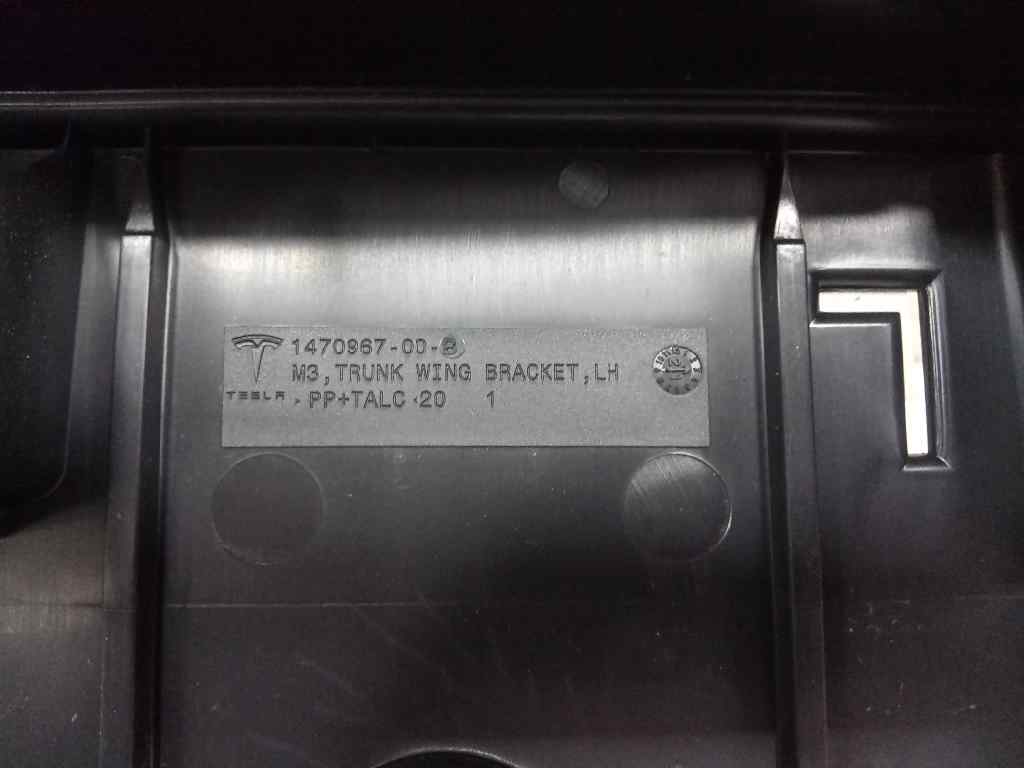 1470967-00-B
M3, TRUNK WING BRACKET, LH
TESLA
PP+TALC 20 1